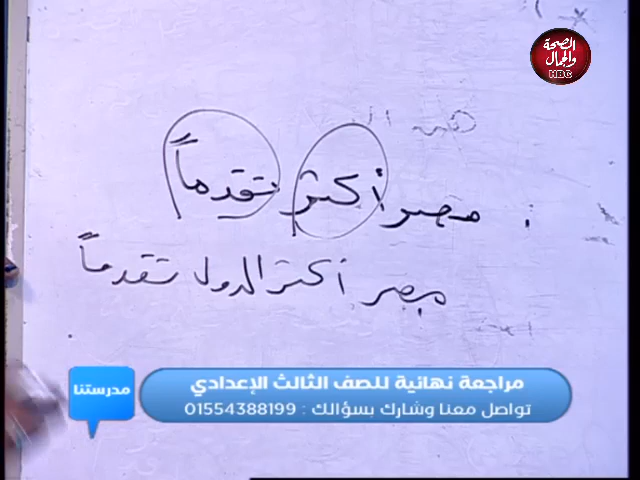 الصحة
والجمال
HBC
مصر أكثر تقدماً
مصر أكثر الدول تقدماً
مدرستنا
مراجعة نهائية للصف الثالث الإعدادي
تواصل معنا وشارك بسؤالك : 01554388199